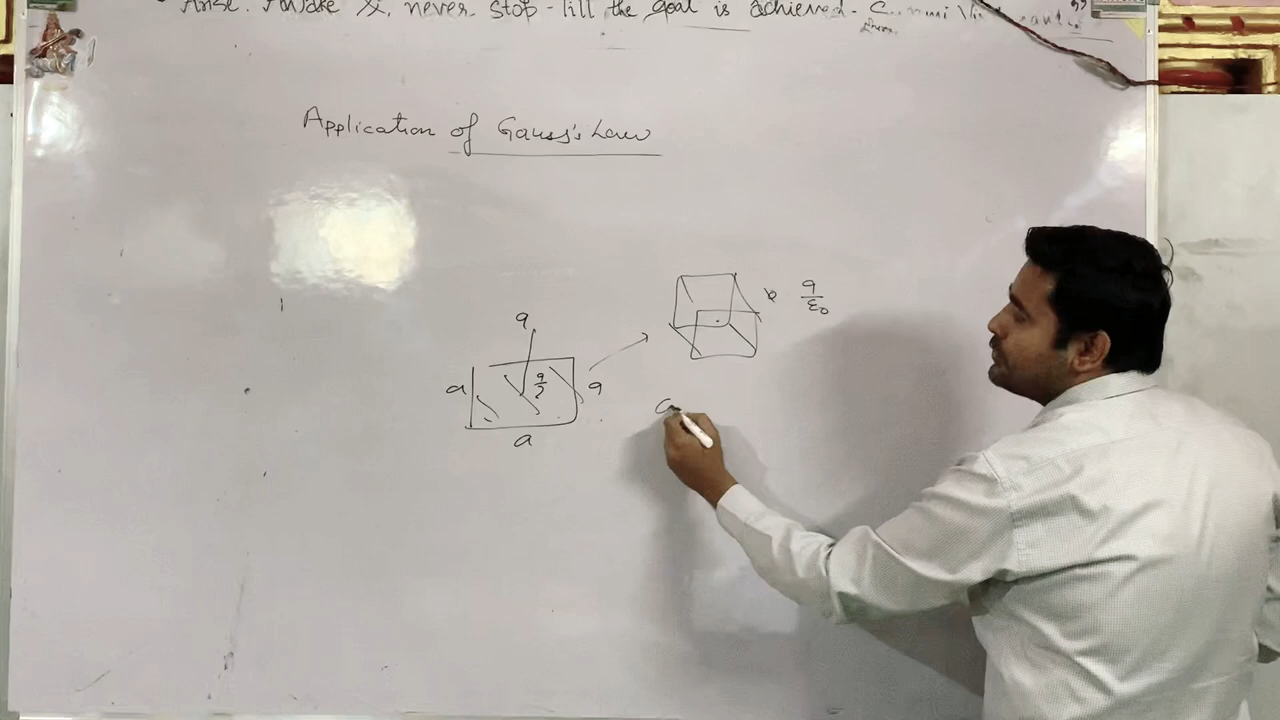 Arise. Awake &, never stop till the goal is achieved.
Application of Gauss's Law
q
a
a/2
a
a
q/ε₀